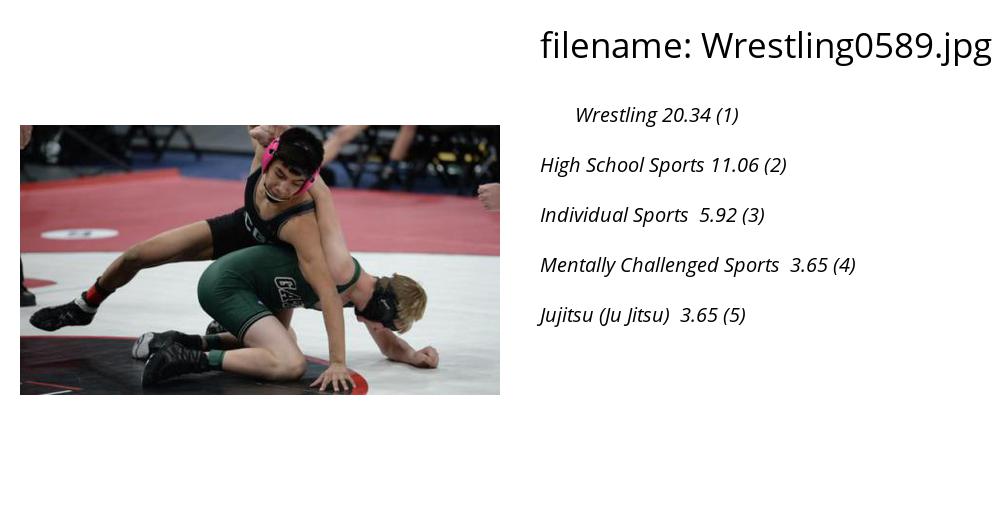 filename: Wrestling0589.jpg
Wrestling 20.34 (1)
High School Sports 11.06 (2)
Individual Sports 5.92 (3)
Mentally Challenged Sports 3.65 (4)
Jujitsu (Ju Jitsu) 3.65 (5)